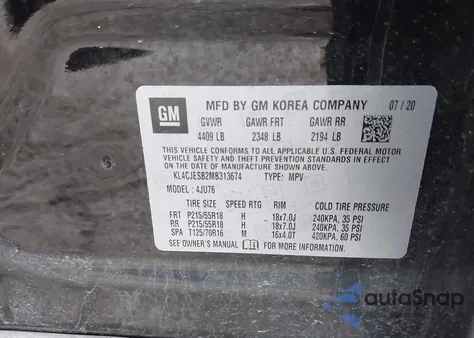 GM
MFD BY GM KOREA COMPANY 07/20
GVWR GAWR FRT GAWR RR
4409 LB 2348 LB 2194 LB
THIS VEHICLE CONFORMS TO ALL APPLICABLE U.S. FEDERAL MOTOR
VEHICLE SAFETY, BUMPER, AND THEFT PREVENTION STANDARDS IN
EFFECT ON THE DATE OF MANUFACTURE SHOWN ABOVE.
KL4CJESB2MB313674 TYPE: MPV
MODEL: 4JU76
TIRE SIZE SPEED RTG RIM COLD TIRE PRESSURE
FRT P215/55R18 H - 18x7.0J 240KPA, 35 PSI
RR P215/55R18 H - 18x7.0J 240KPA, 35 PSI
SPA T125/70R16 M - 16x4.0T 420KPA, 60 PSI
SEE OWNER'S MANUAL FOR MORE INFORMATION.
autoSnap